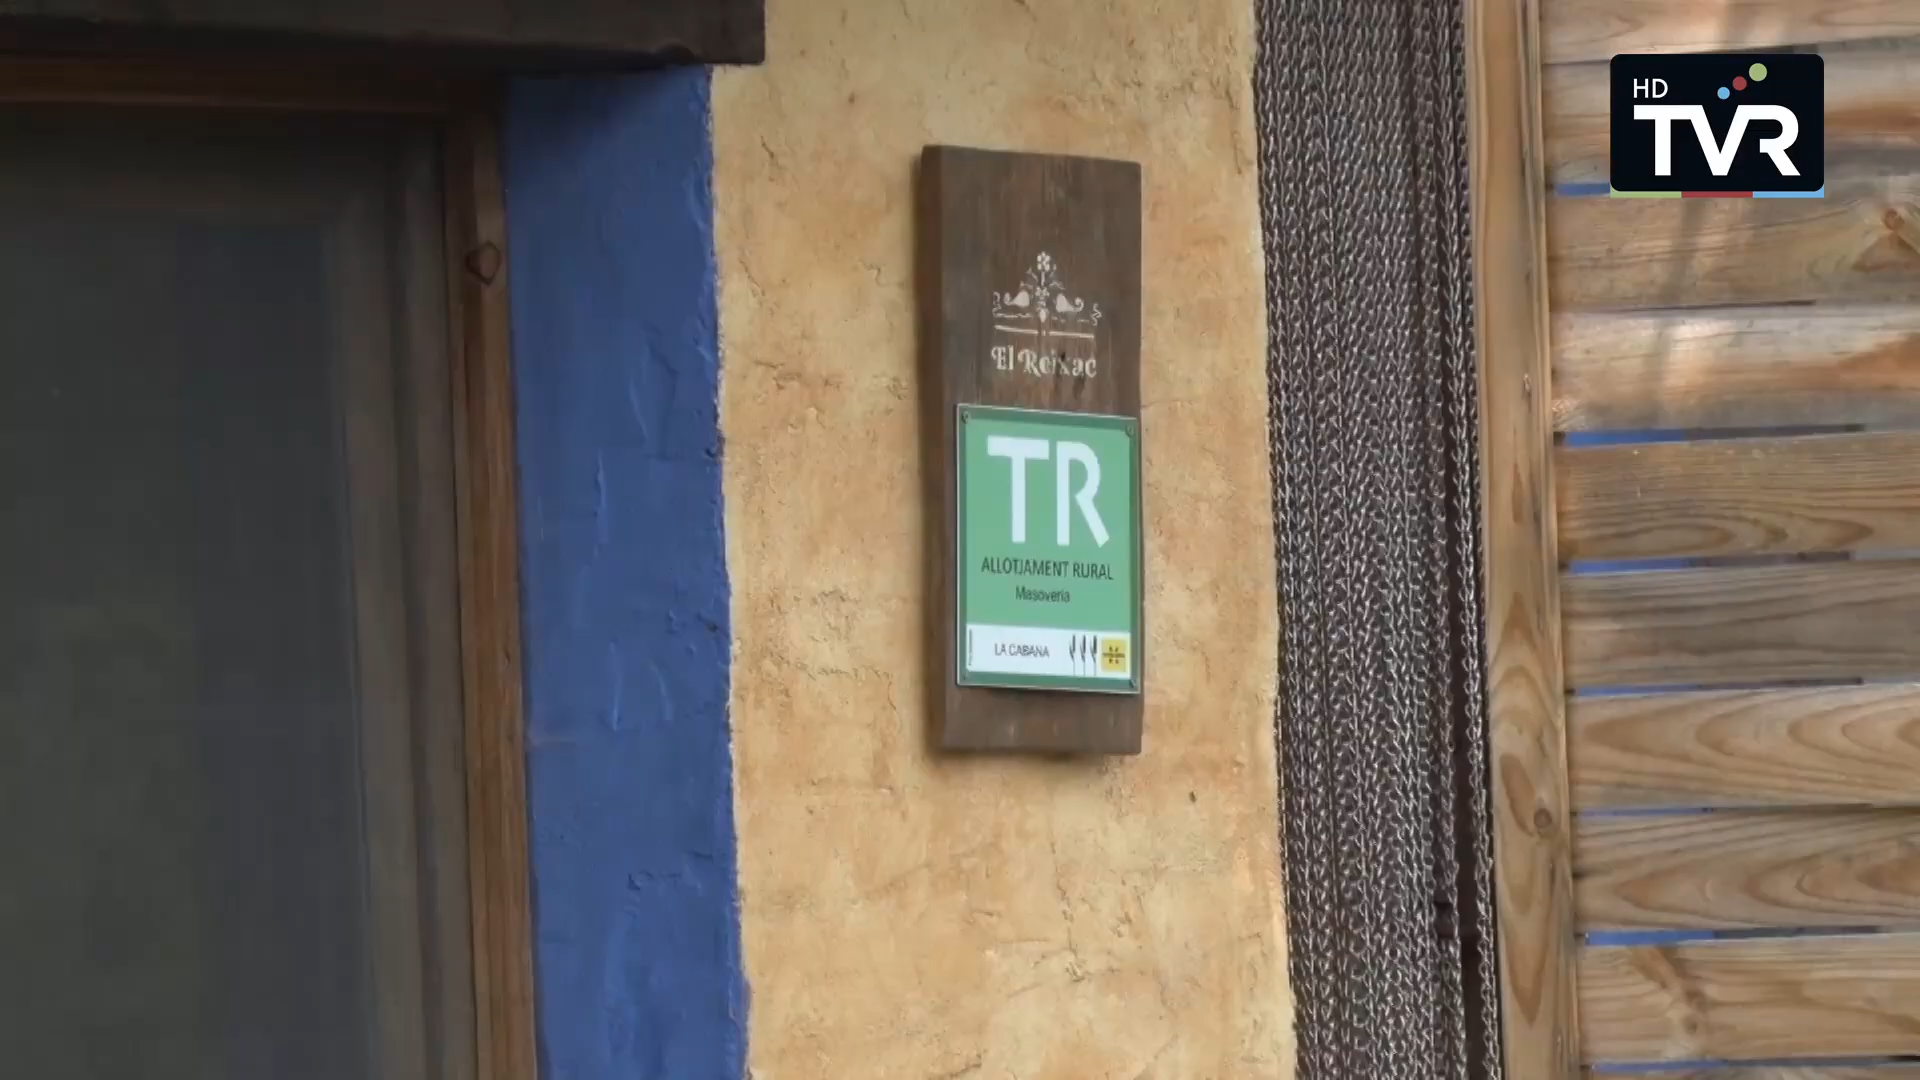 HD
TVR
El Reixac
TR
ALLOTJAMENT RURAL
Masoveria
LA CABANA